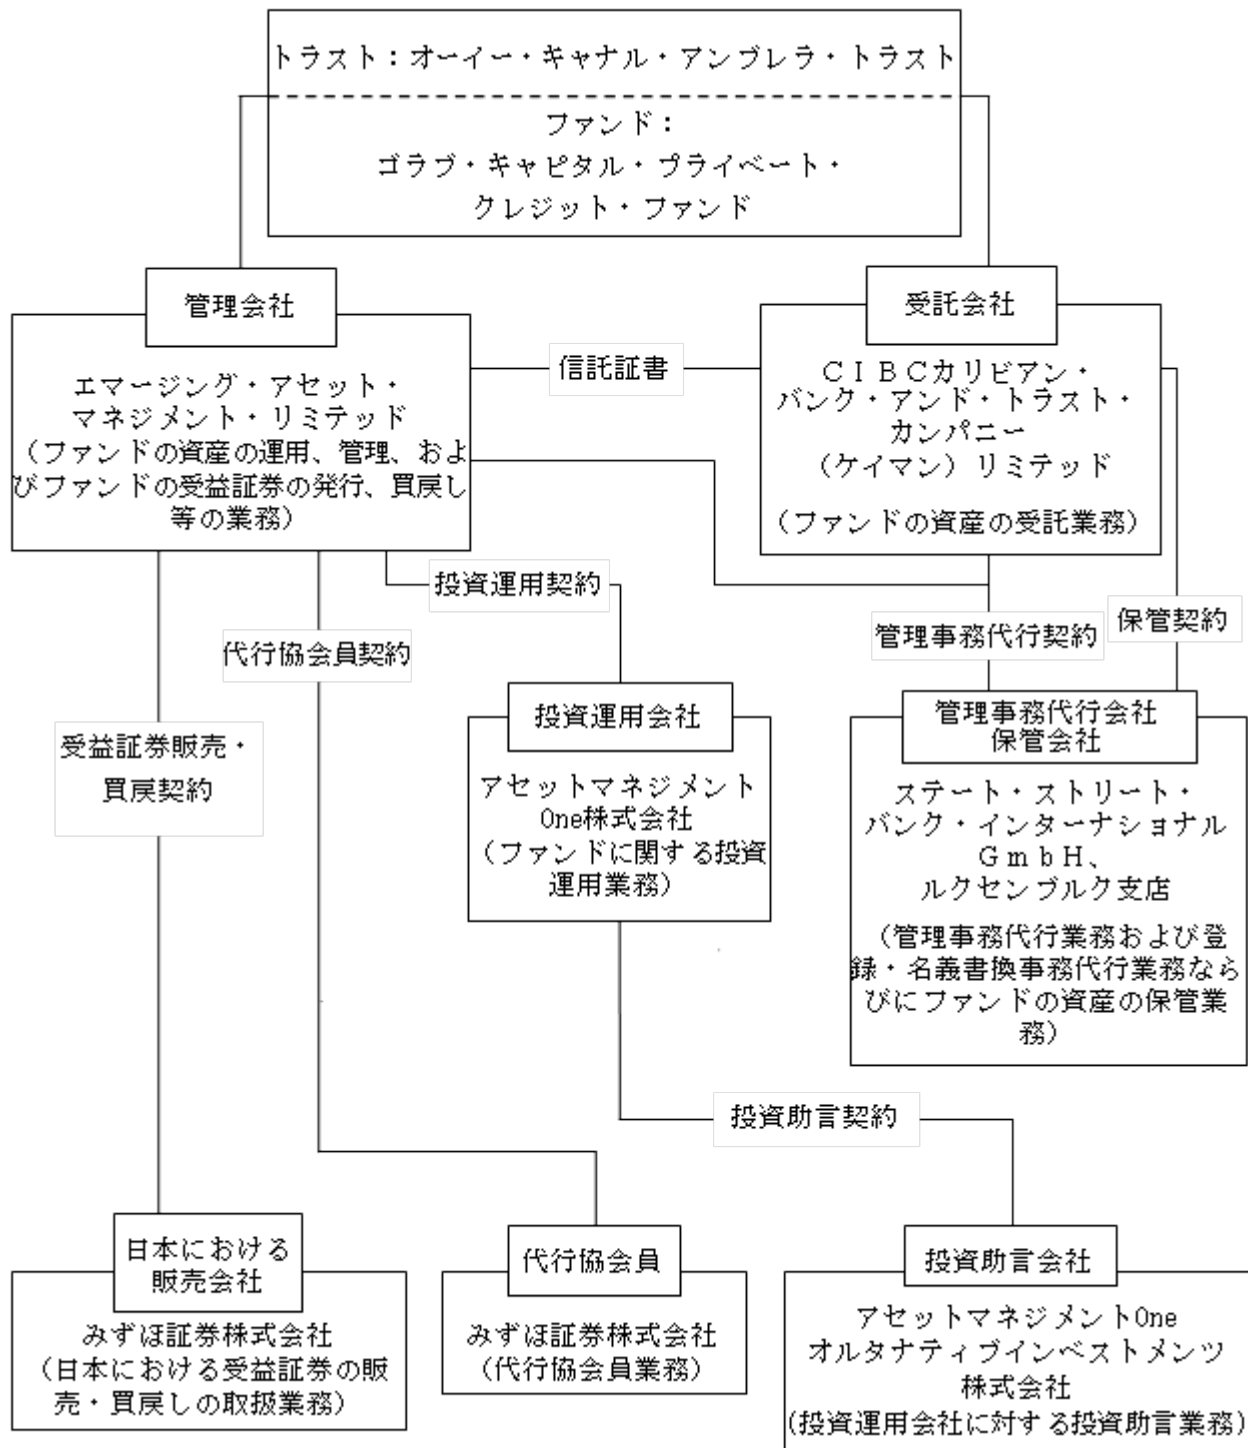 トラスト：オーイー・キャナル・アンブレラ・トラスト
ファンド：
ゴラブ・キャピタル・プライベート・
クレジット・ファンド
管理会社
エマージング・アセット・
マネジメント・リミテッド
（ファンドの資産の運用、管理、およ
びファンドの受益証券の発行、買戻し
等の業務）
信託証書
受託会社
ＣＩＢＣカリビアン・
バンク・アンド・トラスト・
カンパニー
（ケイマン）リミテッド
（ファンドの資産の受託業務）
投資運用契約
代行協会員契約
管理事務代行契約
保管契約
受益証券販売・
買戻契約
投資運用会社
アセットマネジメント
One株式会社
（ファンドに関する投資
運用業務）
管理事務代行会社
保管会社
ステート・ストリート・
バンク・インターナショナル
ＧｍｂＨ、
ルクセンブルク支店
（管理事務代行業務および登
録・名義書換事務代行業務なら
びにファンドの資産の保管業
務）
投資助言契約
日本における
販売会社
みずほ証券株式会社
（日本における受益証券の販
売・買戻しの取扱業務）
代行協会員
みずほ証券株式会社
（代行協会員業務）
投資助言会社
アセットマネジメントOne
オルタナティブインベストメンツ
株式会社
(投資運用会社に対する投資助言業務)